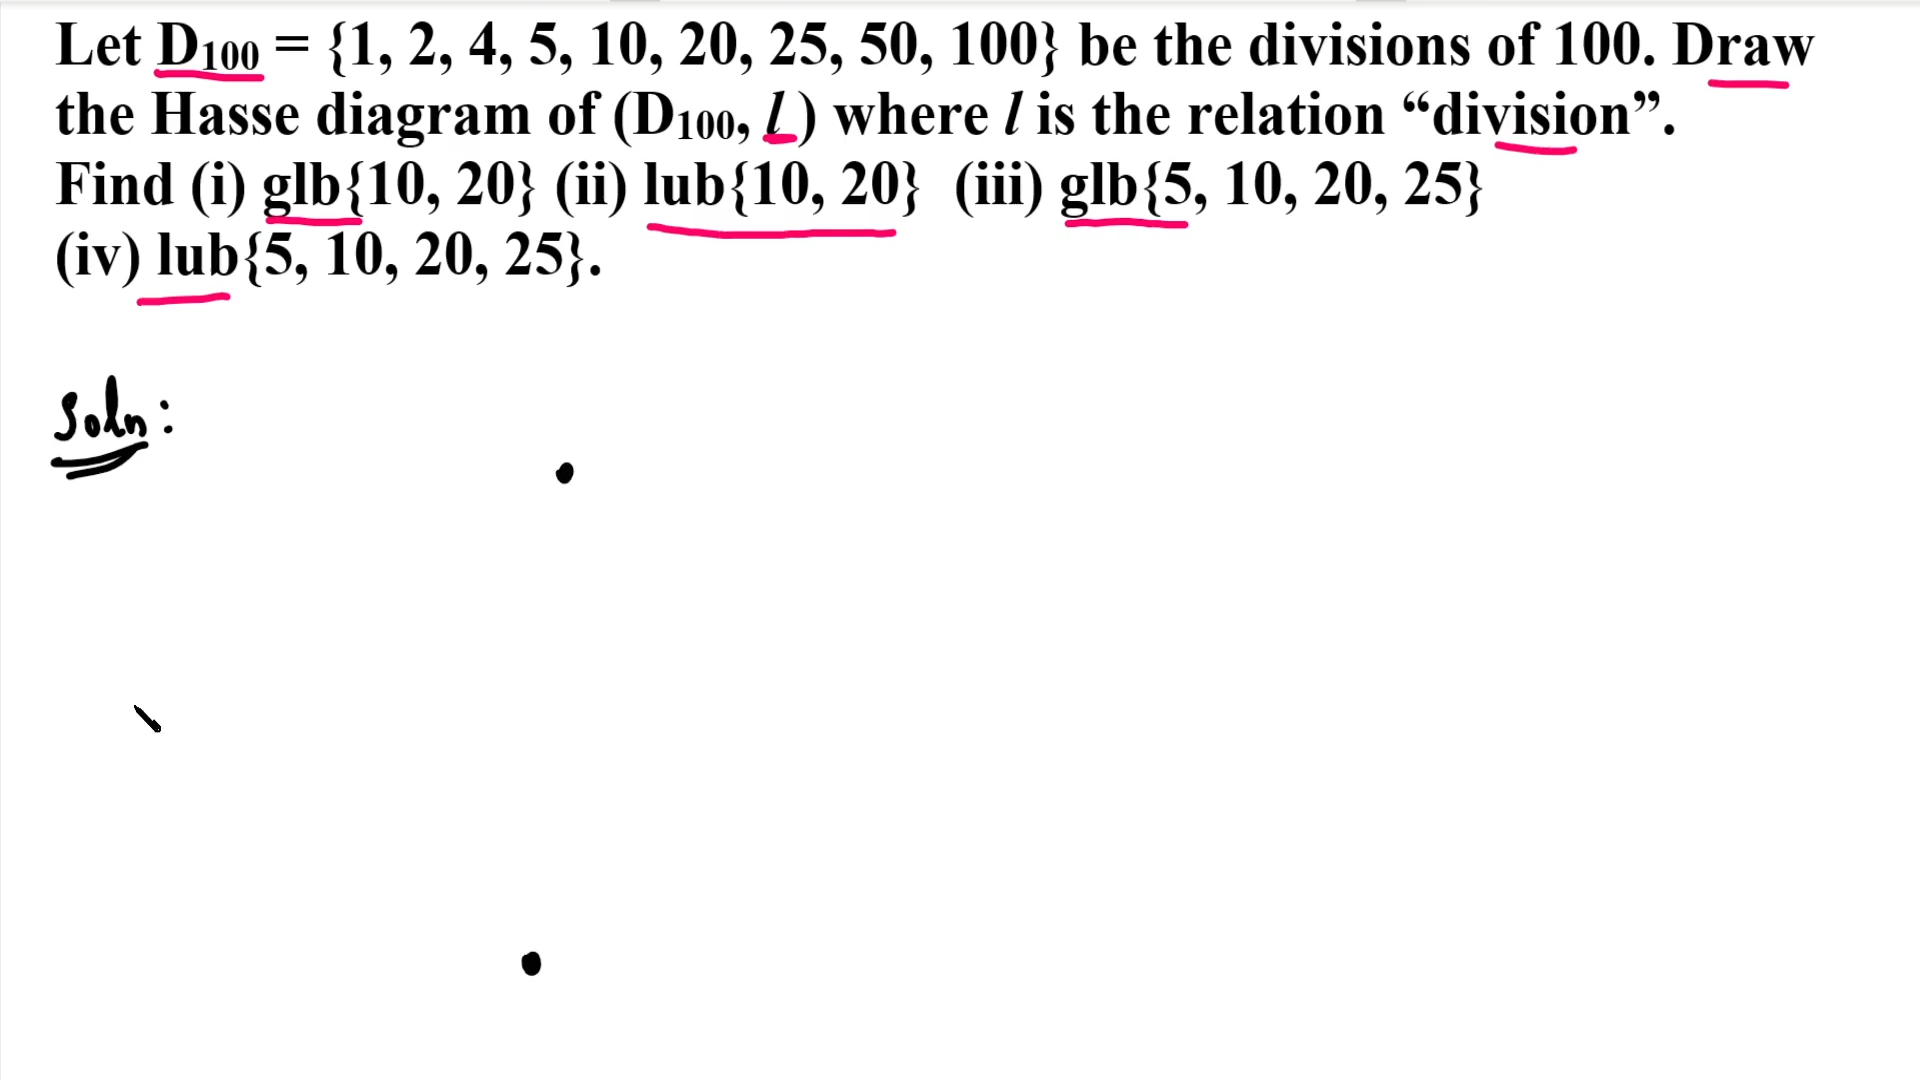 Let D100 = {1, 2, 4, 5, 10, 20, 25, 50, 100} be the divisions of 100. Draw
the Hasse diagram of (D100, l ) where l is the relation “division”.
Find (i) glb{10, 20} (ii) lub{10, 20} (iii) glb{5, 10, 20, 25}
(iv) lub{5, 10, 20, 25}.
Soln: